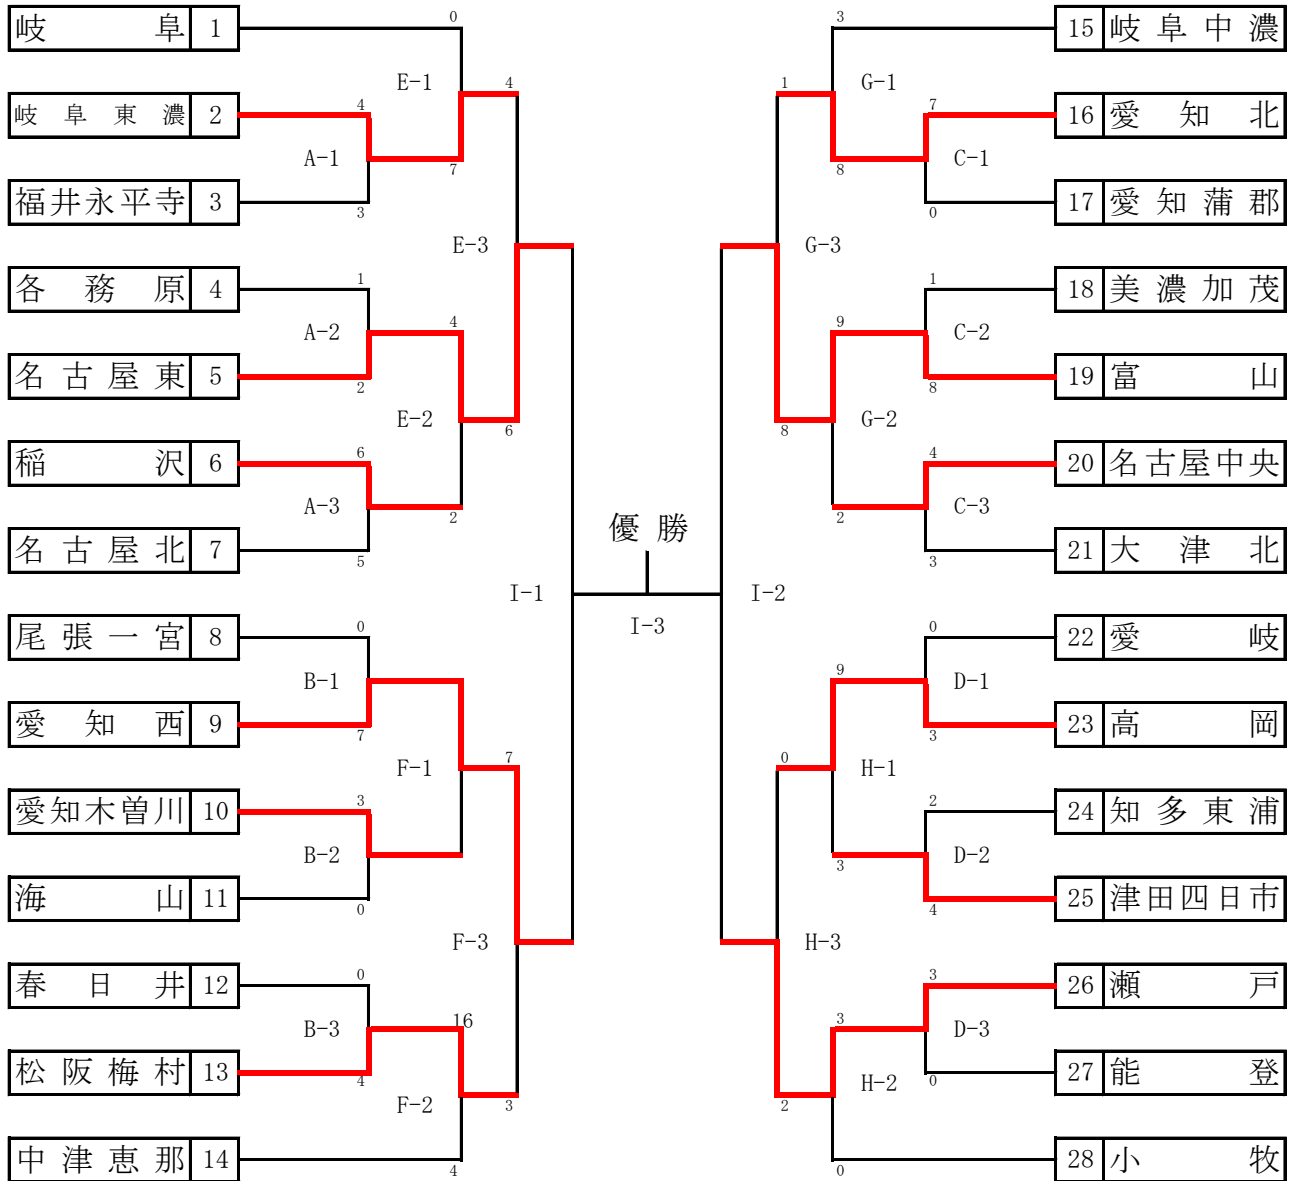 0
3
岐阜 1
15 岐阜中濃
E-1
4
1
G-1
岐阜東濃 2
4
7
16 愛知北
A-1
C-1
7
8
福井永平寺 3
3
0
17 愛知蒲郡
E-3
G-3
各務原 4
1
1
18 美濃加茂
A-2
4
9
C-2
名古屋東 5
2
8
19 富山
E-2
6
8
G-2
稲沢 6
6
4
20 名古屋中央
A-3
2
2
C-3
優勝
名古屋北 7
5
3
21 大津北
I-1
I-2
I-3
尾張一宮 8
0
0
22 愛岐
B-1
9
D-1
愛知西 9
7
3
23 高岡
F-1
7
0
H-1
愛知木曽川 10
3
2
24 知多東浦
B-2
3
D-2
海山 11
0
4
25 津田四日市
F-3
H-3
春日井 12
0
3
26 瀬戸
B-3
16
3
D-3
松阪梅村 13
4
0
27 能登
F-2
3
2
H-2
中津恵那 14
4
0
28 小牧